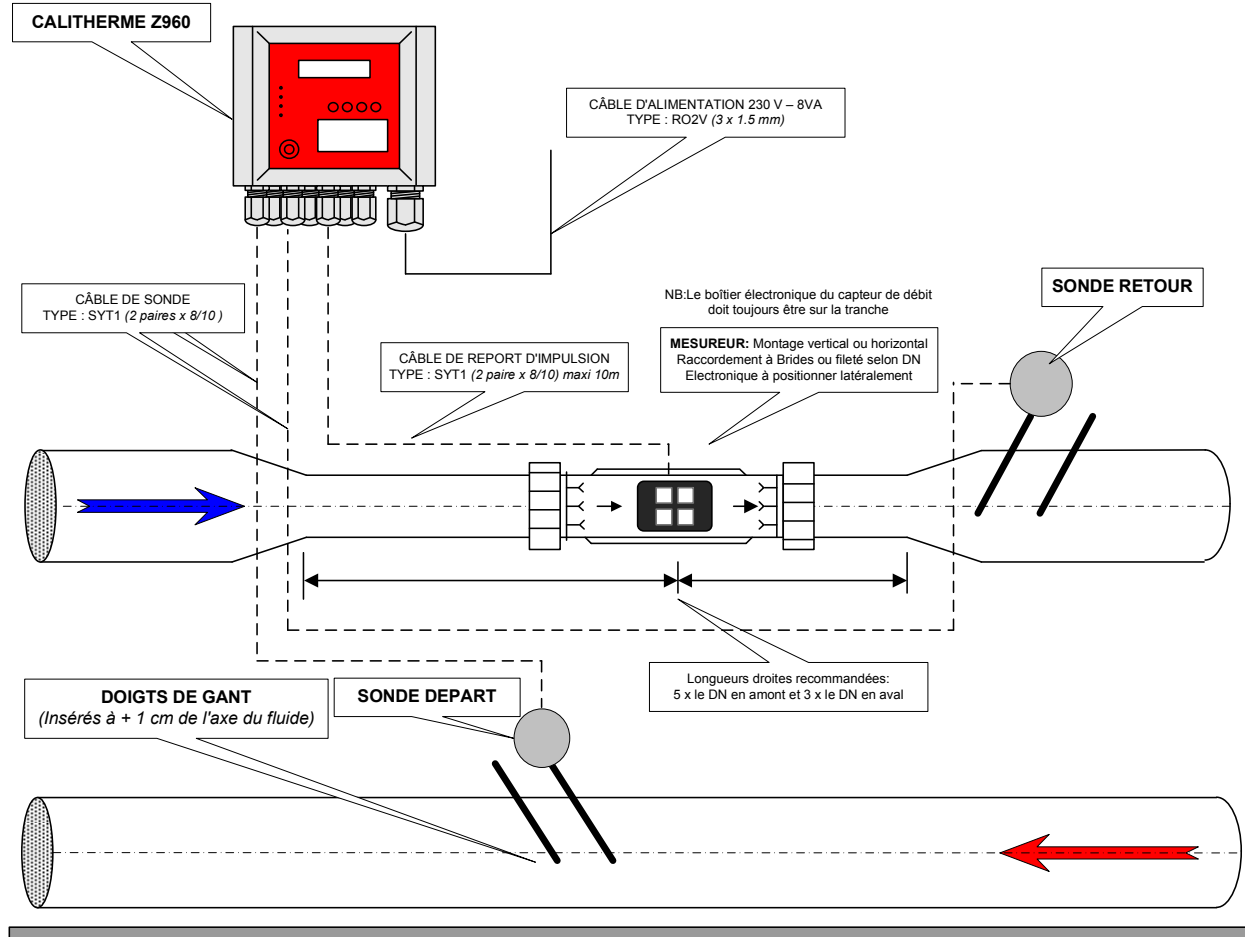 CALITHERME Z960
CÂBLE D'ALIMENTATION 230 V – 8VA
TYPE : RO2V (3 x 1.5 mm)
CÂBLE DE SONDE
TYPE : SYT1 (2 paires x 8/10 )
NB:Le boîtier électronique du capteur de débit
doit toujours être sur la tranche
SONDE RETOUR
CÂBLE DE REPORT D'IMPULSION
TYPE : SYT1 (2 paire x 8/10) maxi 10m
MESUREUR: Montage vertical ou horizontal
Raccordement à Brides ou fileté selon DN
Electronique à positionner latéralement
Longueurs droites recommandées:
5 x le DN en amont et 3 x le DN en aval
DOIGTS DE GANT
(Insérés à + 1 cm de l'axe du fluide)
SONDE DEPART